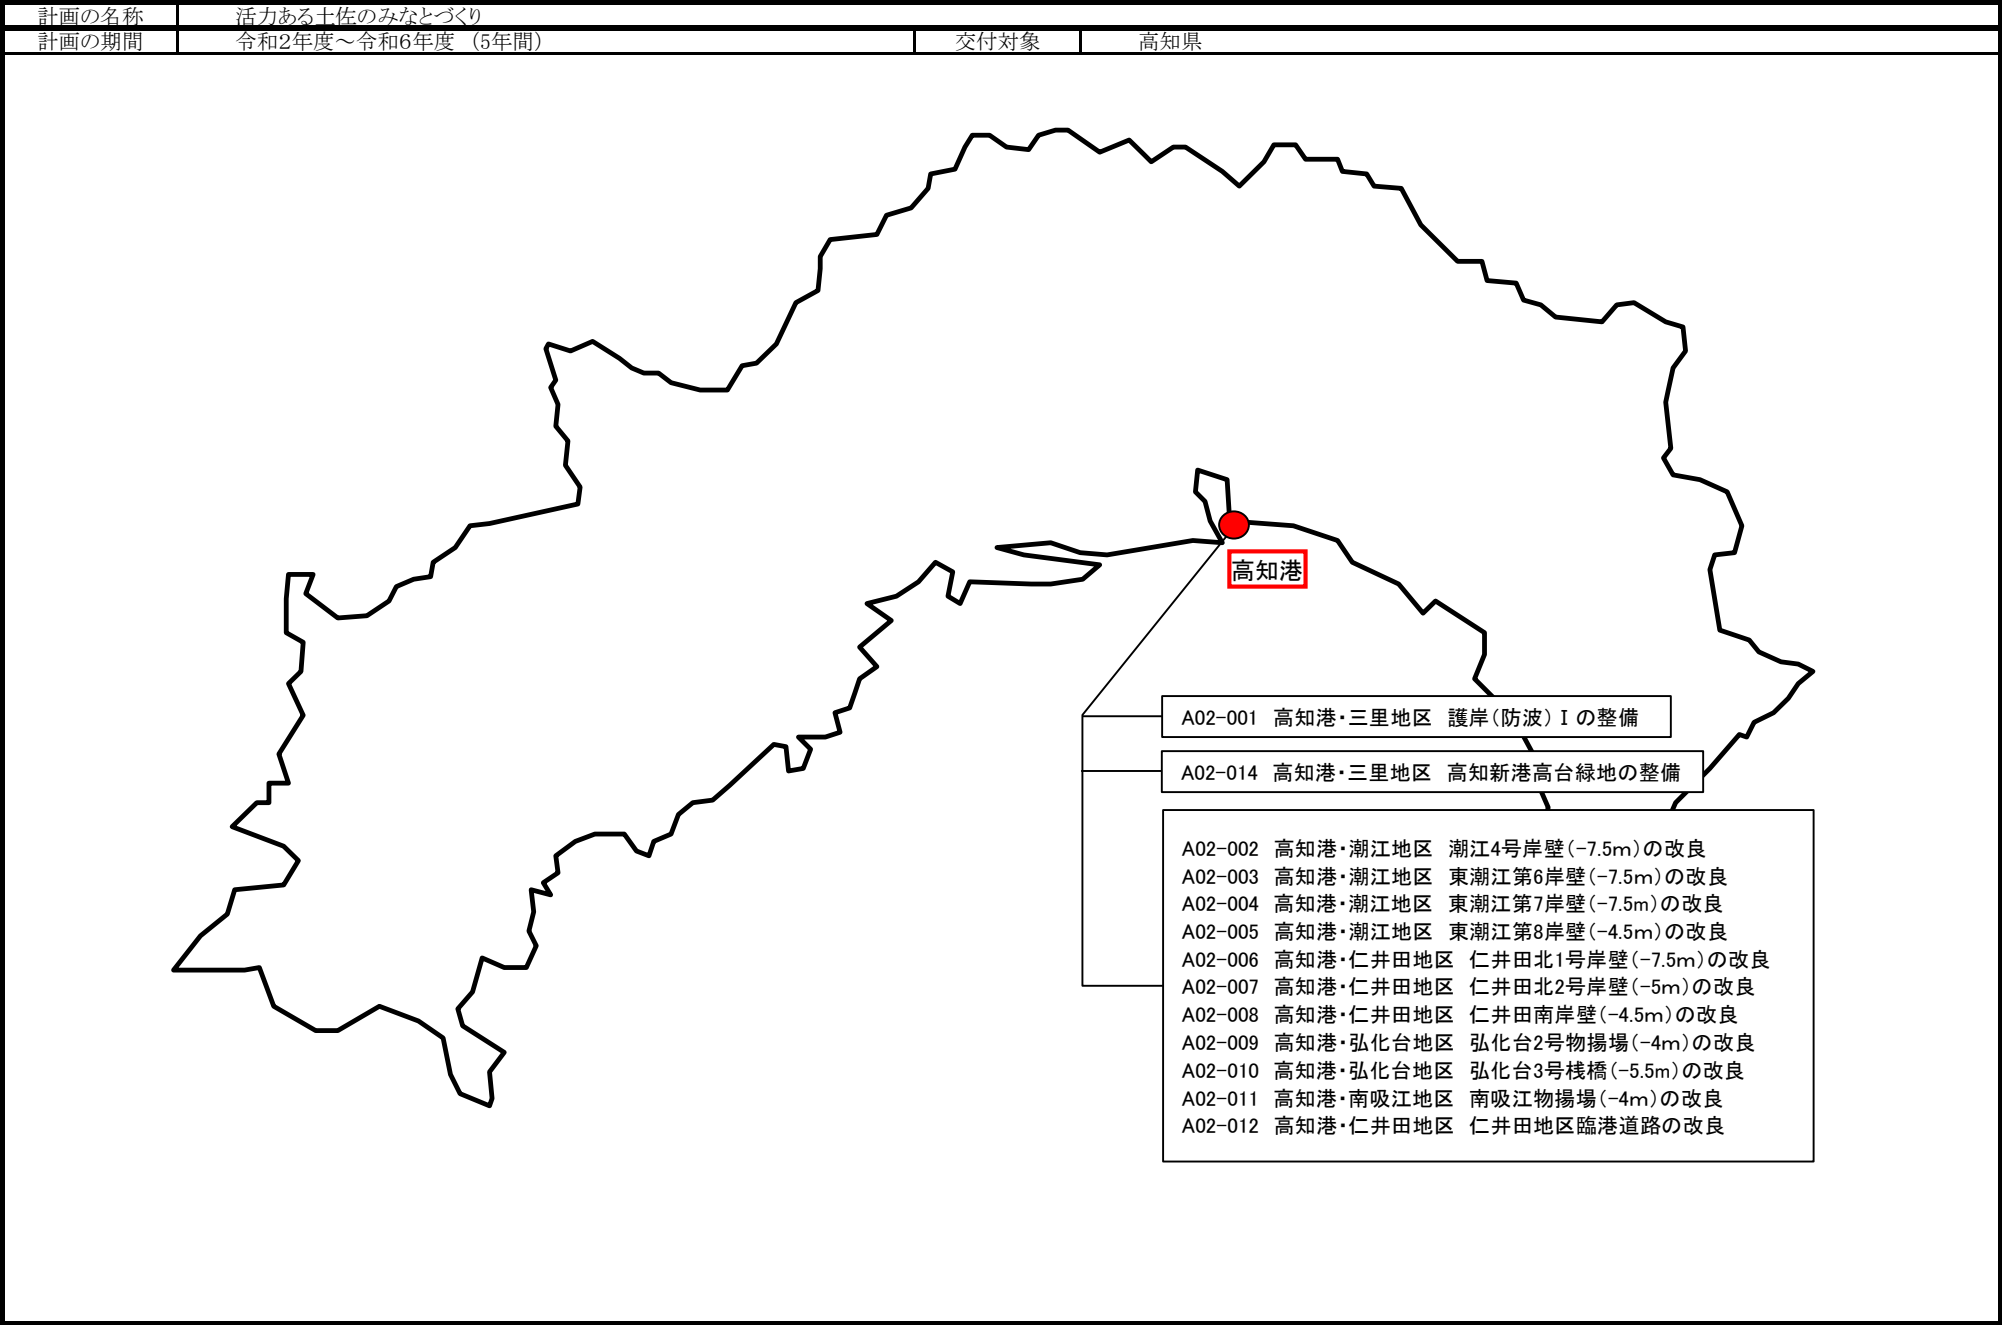 計画の名称 活力ある土佐のみなとづくり
計画の期間 令和2年度～令和6年度 (5年間) 交付対象 高知県
高知港
A02-001 高知港・三里地区 護岸(防波)Ⅰの整備
A02-014 高知港・三里地区 高知新港高台緑地の整備
A02-002 高知港・潮江地区 潮江4号岸壁(-7.5m)の改良
A02-003 高知港・潮江地区 東潮江第6岸壁(-7.5m)の改良
A02-004 高知港・潮江地区 東潮江第7岸壁(-7.5m)の改良
A02-005 高知港・潮江地区 東潮江第8岸壁(-4.5m)の改良
A02-006 高知港・仁井田地区 仁井田北1号岸壁(-7.5m)の改良
A02-007 高知港・仁井田地区 仁井田北2号岸壁(-5m)の改良
A02-008 高知港・仁井田地区 仁井田南岸壁(-4.5m)の改良
A02-009 高知港・弘化台地区 弘化台2号物揚場(-4m)の改良
A02-010 高知港・弘化台地区 弘化台3号桟橋(-5.5m)の改良
A02-011 高知港・南吸江地区 南吸江物揚場(-4m)の改良
A02-012 高知港・仁井田地区 仁井田地区臨港道路の改良